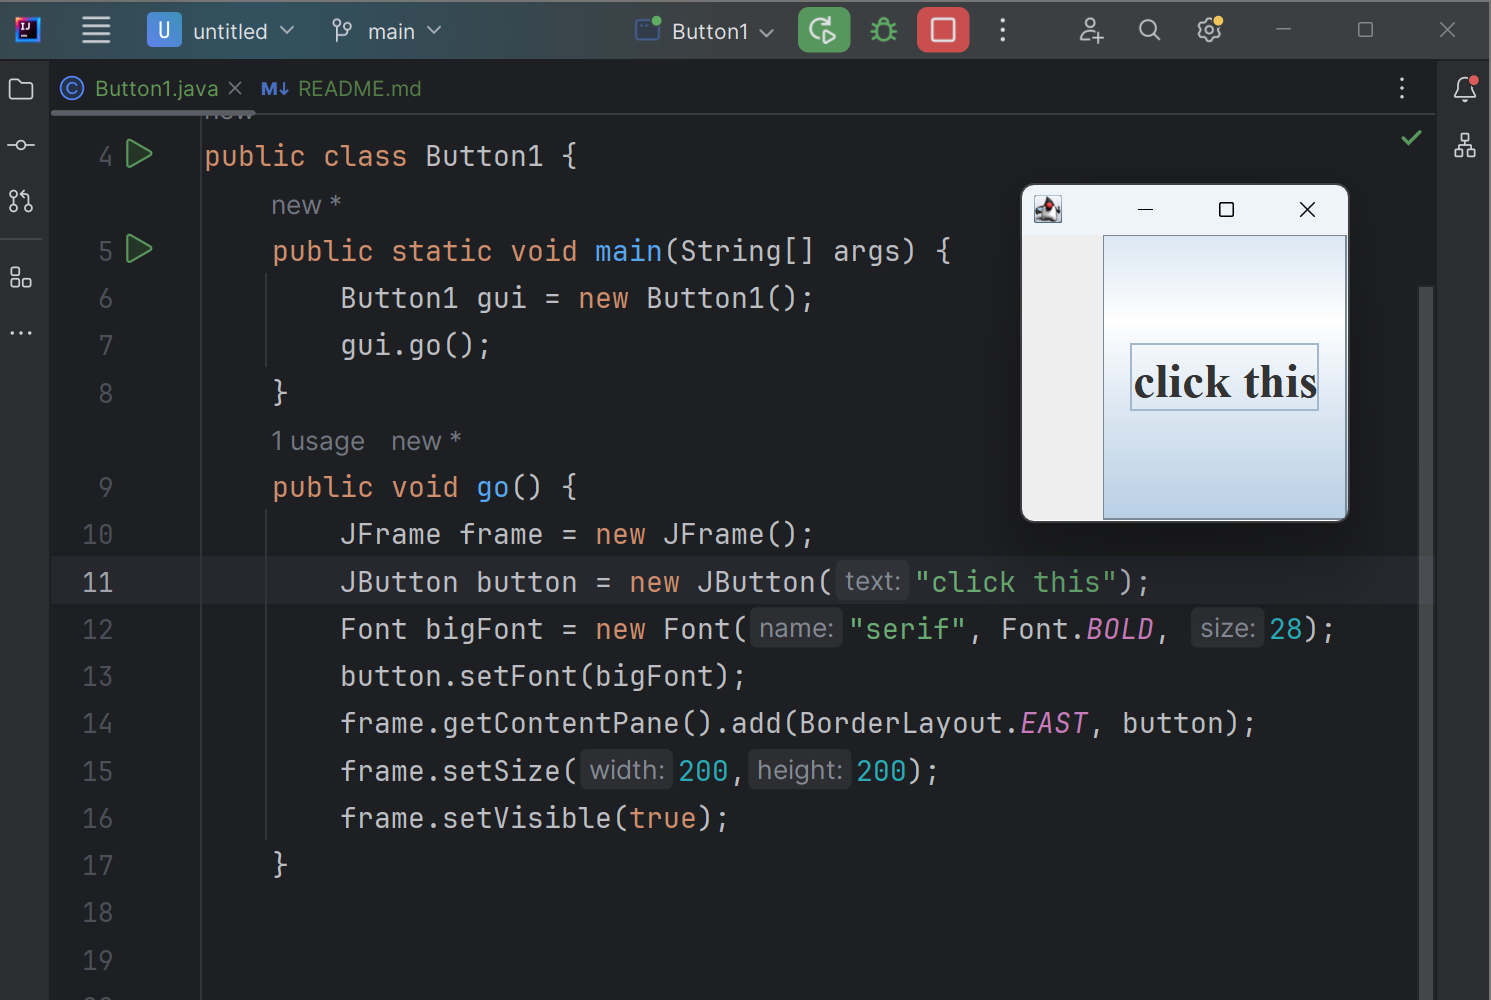 U untitled main Button1
Button1.java README.md
new *
4 public class Button1 {
new *
5 public static void main(String[] args) {
6 Button1 gui = new Button1();
7 gui.go();
8 }
1 usage new *
9 public void go() {
10 JFrame frame = new JFrame();
11 JButton button = new JButton( text: "click this");
12 Font bigFont = new Font( name: "serif", Font.BOLD, size: 28);
13 button.setFont(bigFont);
14 frame.getContentPane().add(BorderLayout.EAST, button);
15 frame.setSize( width: 200, height: 200);
16 frame.setVisible(true);
17 }
18
19
click this